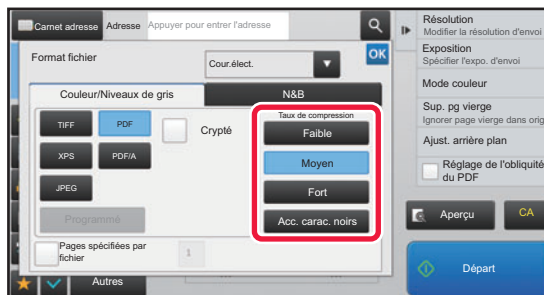 Carnet adresse
Adresse
Appuyer pour entrer l'adresse
Format fichier
Cour.élect.
OK
Couleur/Niveaux de gris
N&B
TIFF
PDF
Crypté
XPS
PDF/A
JPEG
Programmé
Taux de compression
Faible
Moyen
Fort
Acc. carac. noirs
Pages spécifiées par
fichier
1
Autres
Résolution
Modifier la résolution d'envoi
Exposition
Spécifier l'expo. d'envoi
Mode couleur
Sup. pg vierge
Ignorer page vierge dans orig
Ajust. arrière plan
Réglage de l'obliquité
du PDF
Aperçu
CA
Départ